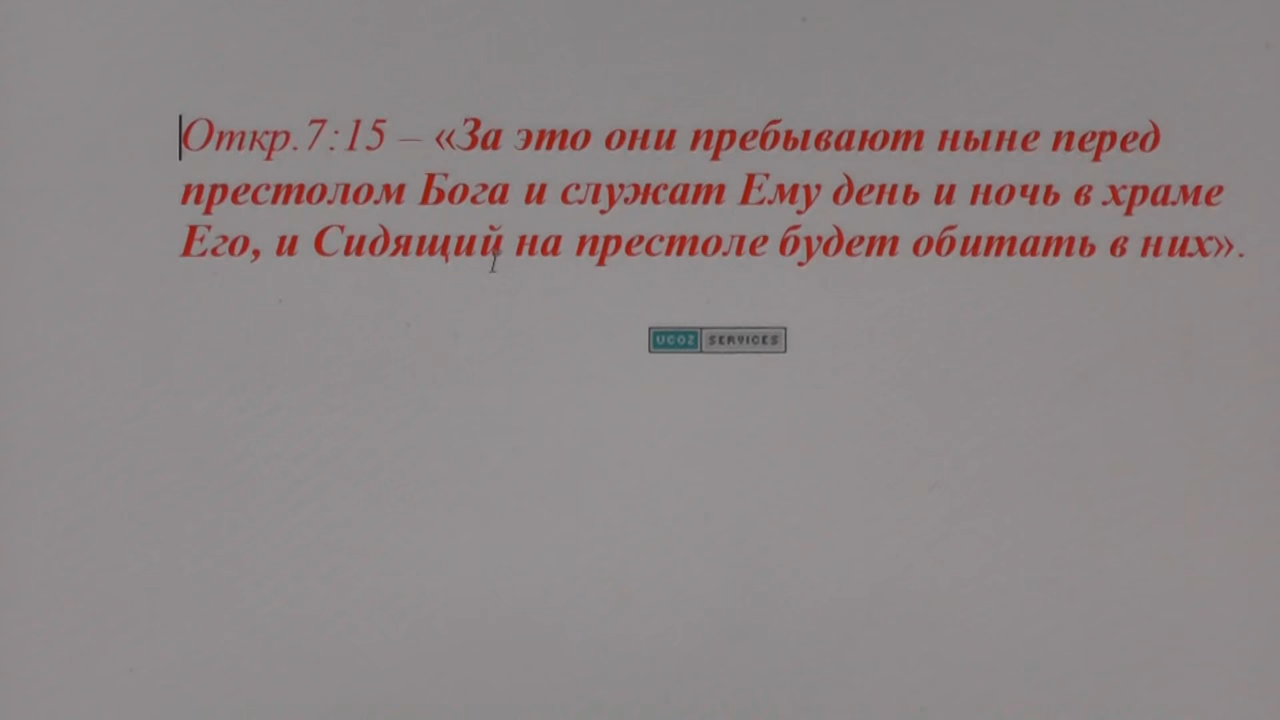 Откр.7:15 – «За это они пребывают ныне перед
престолом Бога и служат Ему день и ночь в храме
Его, и Сидящий на престоле будет обитать в них».
UCOZ SERVICES